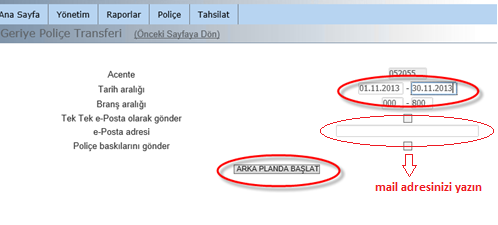 Ana Sayfa Yönetim Raporlar Poliçe Tahsilat
Geriye Poliçe Transferi (Önceki Sayfaya Dön)
Acente 052055
Tarih aralığı 01.11.2013 - 30.11.2013
Branş aralığı 000 - 800
Tek Tek e-Posta olarak gönder
e-Posta adresi
Poliçe baskılarını gönder
ARKA PLANDA BAŞLAT
mail adresinizi yazın